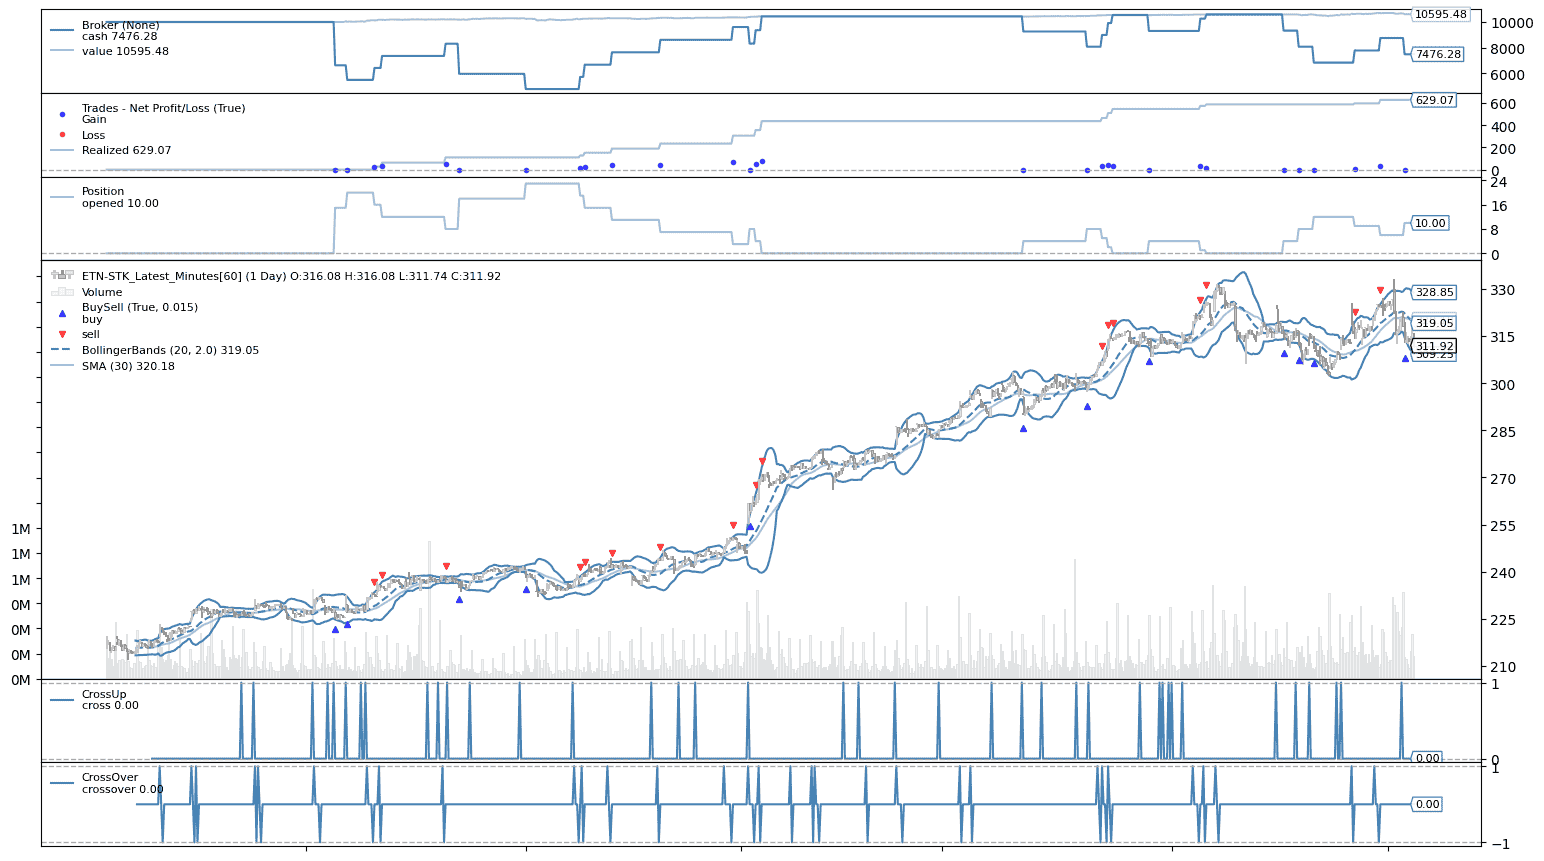 Broker (None)
cash 7476.28
value 10595.48
10595.48
10000
8000
7476.28
6000
Trades - Net Profit/Loss (True)
Gain
Loss
Realized 629.07
629.07
600
400
200
0
Position
opened 10.00
24
16
10.00
8
0
ETN-STK_Latest_Minutes[60] (1 Day) O:316.08 H:316.08 L:311.74 C:311.92
Volume
BuySell (True, 0.015)
buy
sell
BollingerBands (20, 2.0) 319.05
SMA (30) 320.18
330
328.85
319.05
315
311.92
309.25
300
285
270
255
240
225
210
1M
1M
1M
0M
0M
0M
0M
CrossUp
cross 0.00
1
0.00
0
CrossOver
crossover 0.00
1
0.00
−1